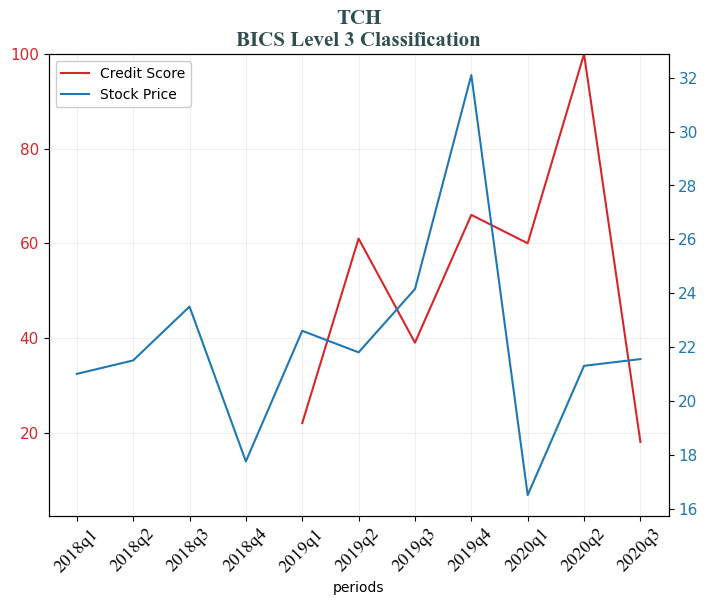 TCH
BICS Level 3 Classification
Credit Score
Stock Price
100
80
60
40
20
32
30
28
26
24
22
20
18
16
2018q1
2018q2
2018q3
2018q4
2019q1
2019q2
2019q3
2019q4
2020q1
2020q2
2020q3
periods